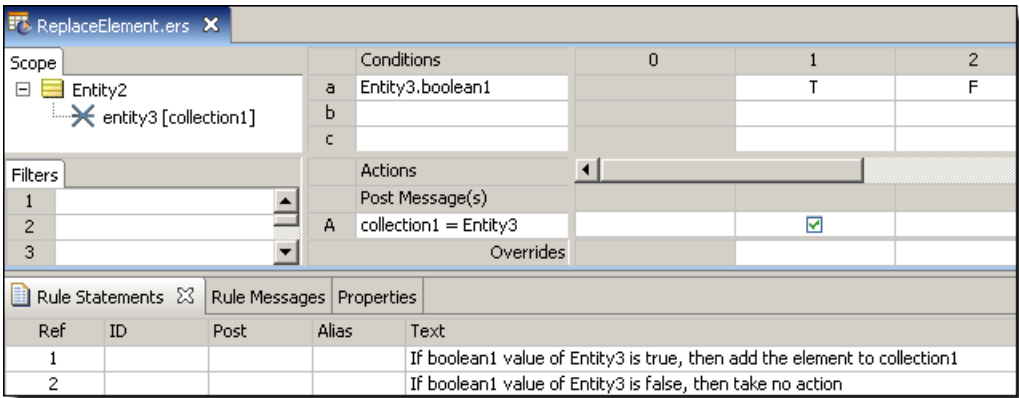 ReplaceElement.ers
Scope
Entity2
entity3 [collection1]
Conditions 0 1 2
a Entity3.boolean1 T F
b
c
Filters
1
2
3
Actions
Post Message(s)
A collection1 = Entity3
Overrides
Rule Statements Rule Messages Properties
Ref ID Post Alias Text
1 If boolean1 value of Entity3 is true, then add the element to collection1
2 If boolean1 value of Entity3 is false, then take no action